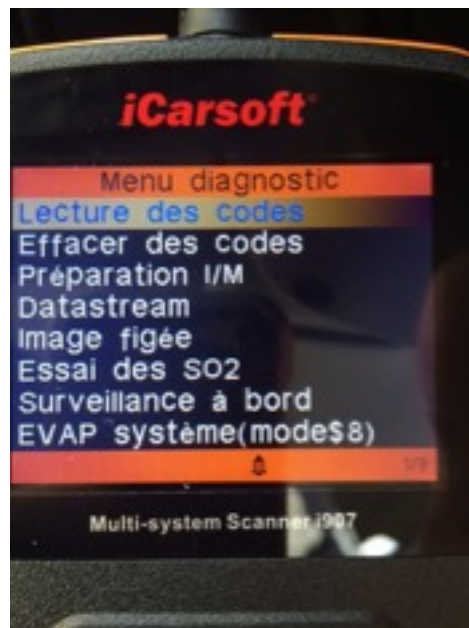 iCarsoft
Menu diagnostic
Lecture des codes
Effacer des codes
Préparation I/M
Datastream
Image figée
Essai des SO2
Surveillance à bord
EVAP système(mode$8)
1/9
Multi-system Scanner i907